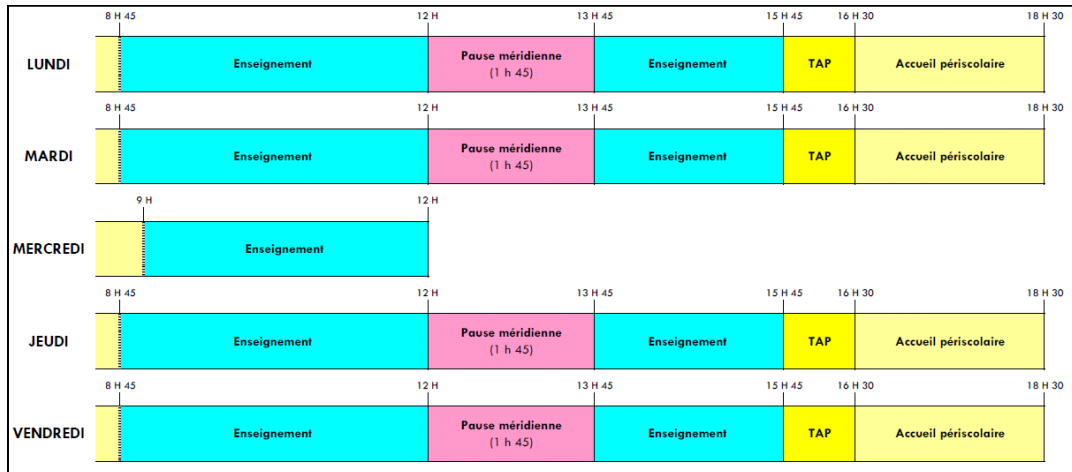 8 H 45 12 H 13 H 45 15 H 45 16 H 30 18 H 30
LUNDI Enseignement Pause méridienne (1 h 45) Enseignement TAP Accueil périscolaire
8 H 45 12 H 13 H 45 15 H 45 16 H 30 18 H 30
MARDI Enseignement Pause méridienne (1 h 45) Enseignement TAP Accueil périscolaire
9 H 12 H
MERCREDI Enseignement
8 H 45 12 H 13 H 45 15 H 45 16 H 30 18 H 30
JEUDI Enseignement Pause méridienne (1 h 45) Enseignement TAP Accueil périscolaire
8 H 45 12 H 13 H 45 15 H 45 16 H 30 18 H 30
VENDREDI Enseignement Pause méridienne (1 h 45) Enseignement TAP Accueil périscolaire